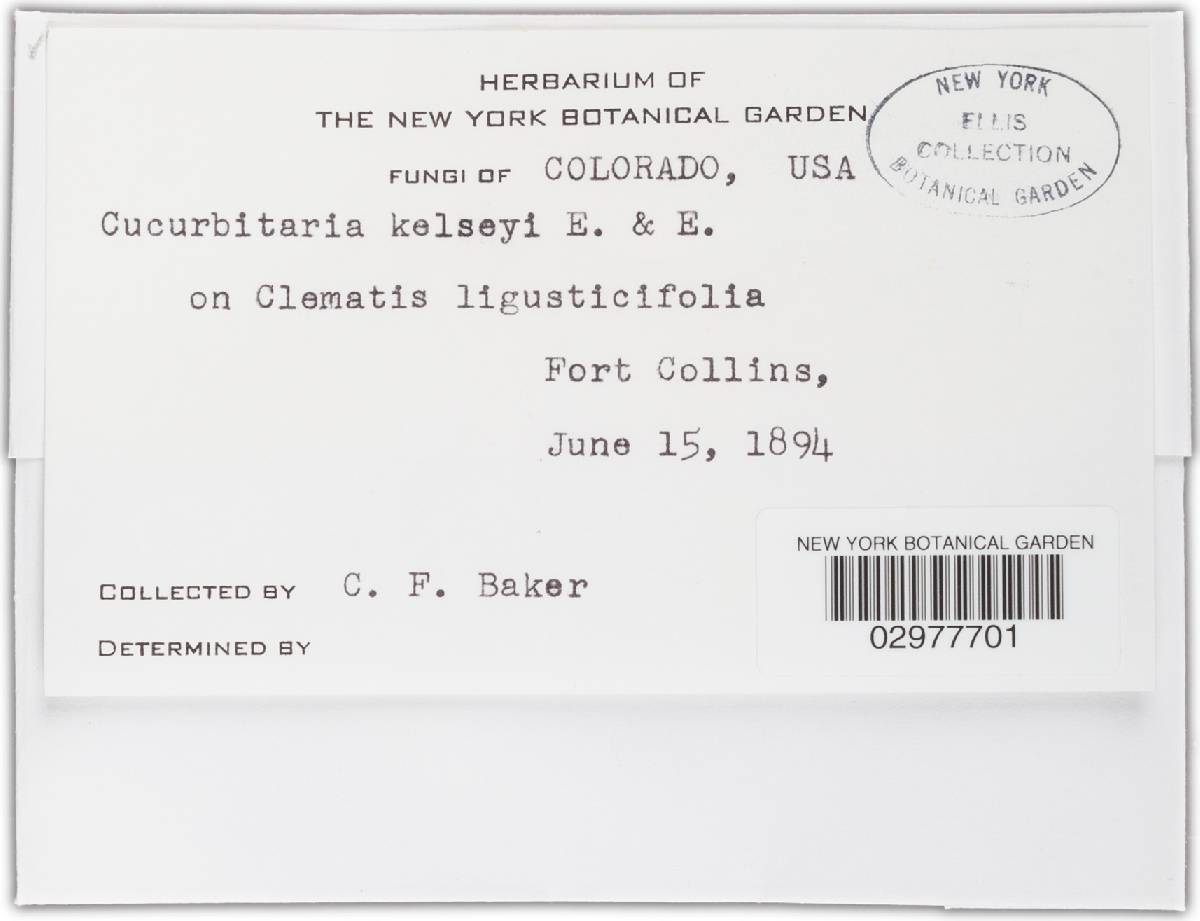 HERBARIUM OF
THE NEW YORK BOTANICAL GARDEN
FUNGI OF COLORADO, USA
NEW YORK
ELLIS
COLLECTION
BOTANICAL GARDEN
Cucurbitaria kelseyi E. & E.
on Clematis ligusticifolia
Fort Collins,
June 15, 1894
NEW YORK BOTANICAL GARDEN
02977701
COLLECTED BY C. F. Baker
DETERMINED BY